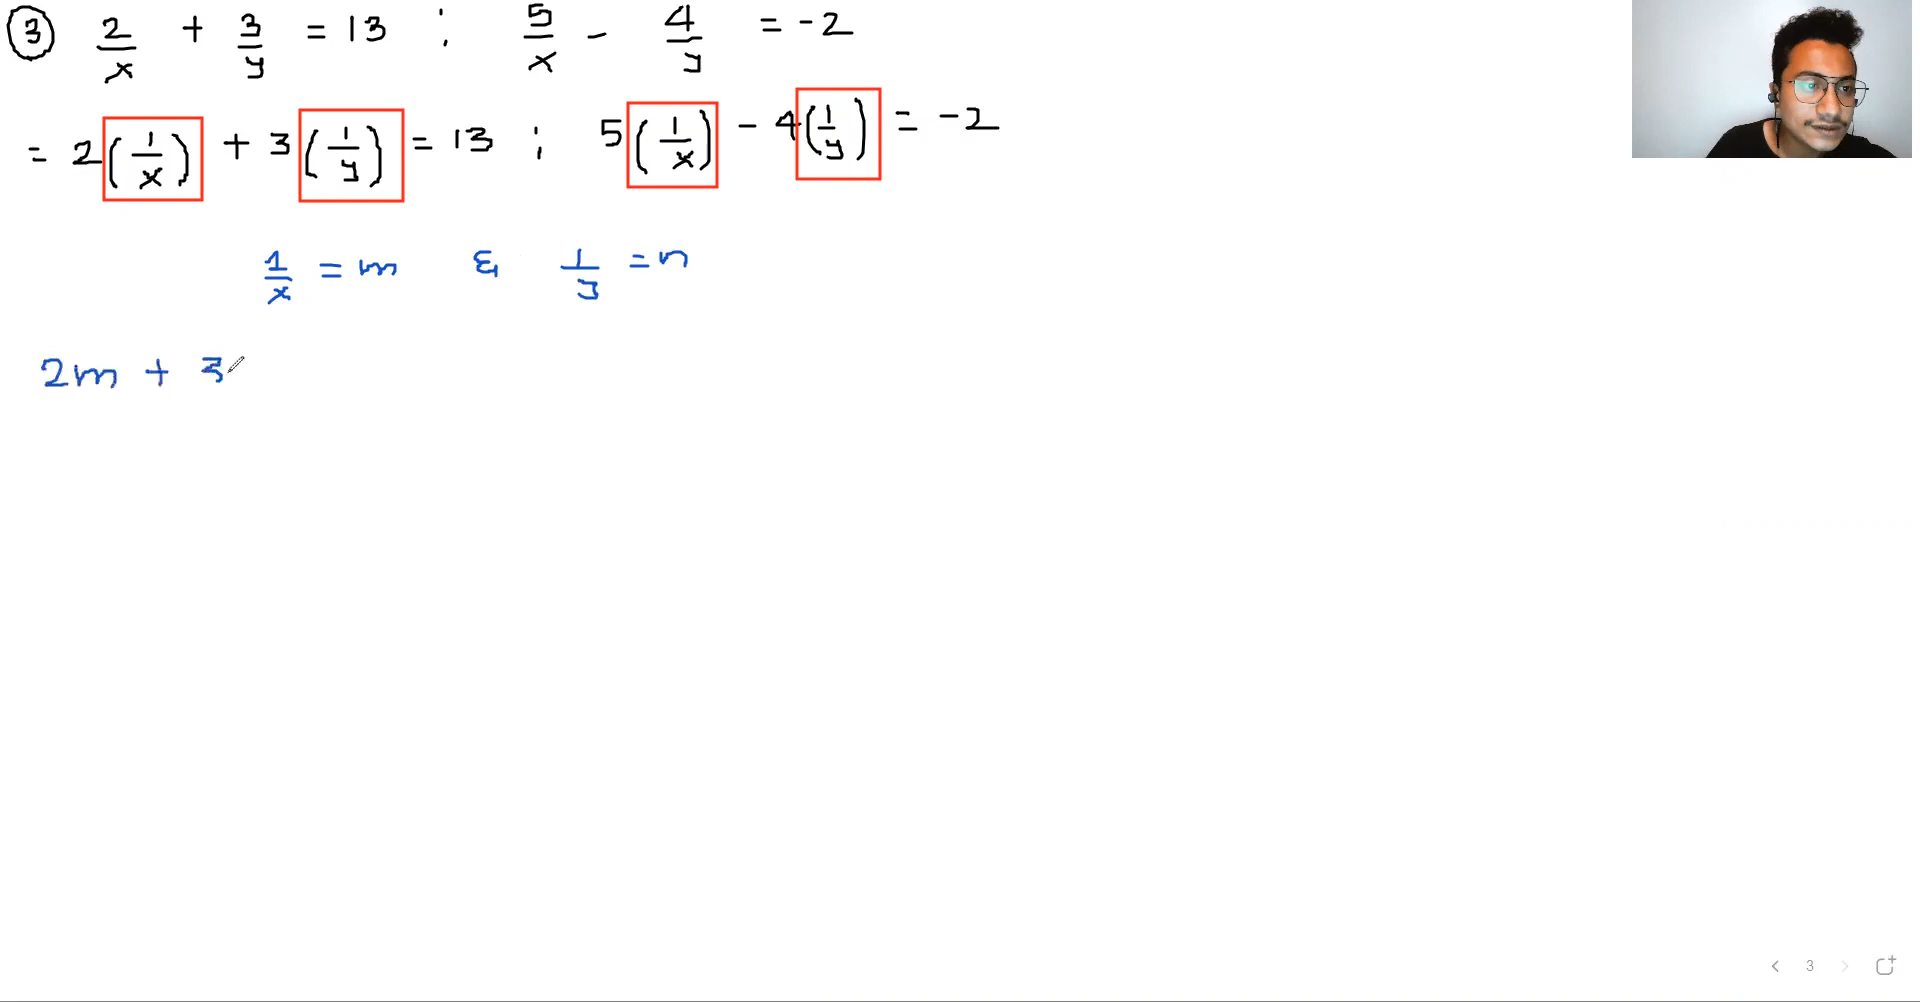 ③ 2/x + 3/y = 13 ; 5/x - 4/y = -2
= 2(1/x) + 3(1/y) = 13 ; 5(1/x) - 4(1/y) = -2
1/x = m & 1/y = n
2m + 3
3